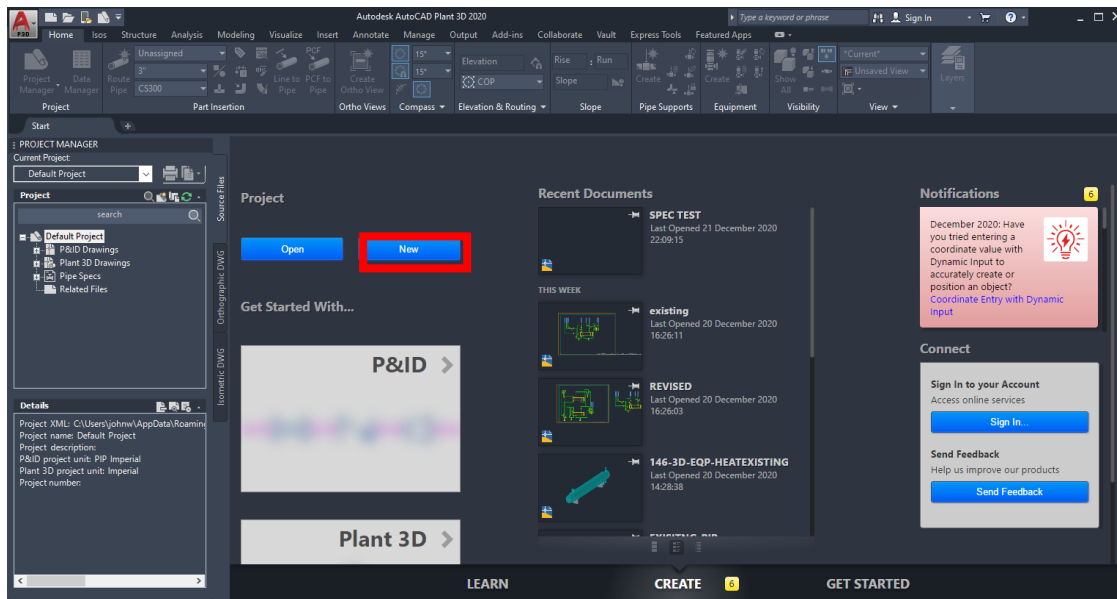 Autodesk AutoCAD Plant 3D 2020
Type a keyword or phrase
Sign In
P3D
Home
Isos
Structure
Analysis
Modeling
Visualize
Insert
Annotate
Manage
Output
Add-ins
Collaborate
Vault
Express Tools
Featured Apps
Project Manager
Data Manager
Project
Route Pipe
Unassigned
3"
CS300
Line to Pipe
PCF
PCF to Pipe
Part Insertion
Create Ortho View
Ortho Views
15°
15°
Compass
Elevation
COP
Elevation & Routing
Rise
Run
Slope
Slope
Create
Pipe Supports
Create
Equipment
Show All
Visibility
"Current"
Unsaved View
View
Layers
Start
PROJECT MANAGER
Current Project:
Default Project
Project
search
Default Project
P&ID Drawings
Plant 3D Drawings
Pipe Specs
Related Files
Source Files
Orthographic DWG
Isometric DWG
Details
Project XML: C:\Users\johnw\AppData\Roaming
Project name: Default Project
Project description:
P&ID project unit: PIP Imperial
Plant 3D project unit: Imperial
Project number:
Project
Open
New
Get Started With...
P&ID
Plant 3D
Recent Documents
SPEC TEST
Last Opened 21 December 2020
22:09:15
THIS WEEK
existing
Last Opened 20 December 2020
16:26:11
REVISED
Last Opened 20 December 2020
16:26:03
146-3D-EQP-HEATEXISTING
Last Opened 20 December 2020
14:28:38
Notifications
6
December 2020: Have
you tried entering a
coordinate value with
Dynamic Input to
accurately create or
position an object?
Coordinate Entry with Dynamic
Input
Connect
Sign In to your Account
Access online services
Sign In...
Send Feedback
Help us improve our products
Send Feedback
LEARN
CREATE
6
GET STARTED